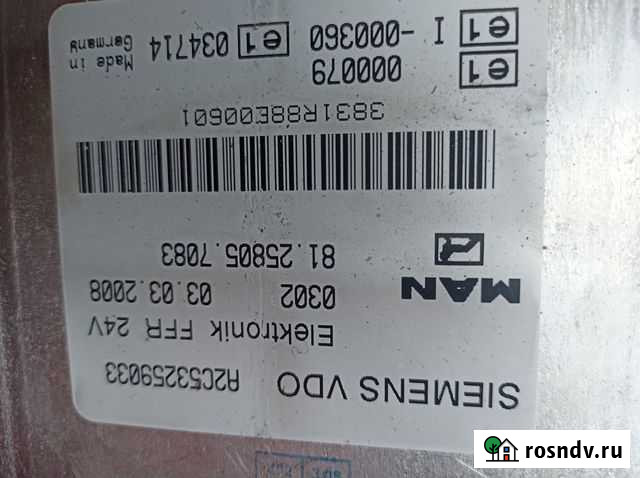 SIEMENS VDO A2C53259033
Elektronik FFR 24V
MAN 0302 03.03.2008
81.25805.7083
3831R88E00601
e1 000079
e1 I -000360 e1 034714
Made in
Germany
rosndv.ru